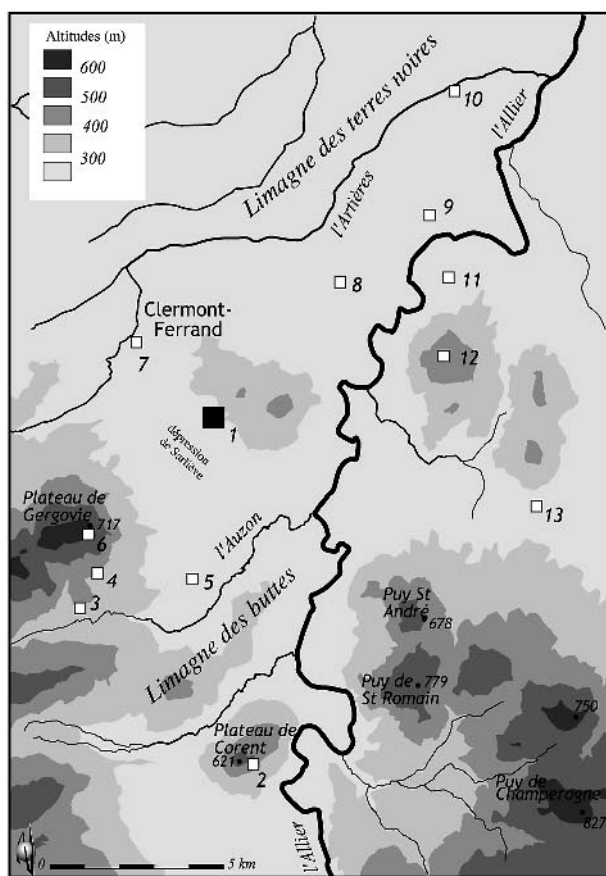 Altitudes (m)
600
500
400
300
Limagne des terres noires
10
l'Allier
l'Artières
9
8
11
Clermont-
Ferrand
7
12
1
dépression
de Sarliève
Plateau de
Gergovie
717
6
13
l'Auzon
4
5
3
Puy St
André
678
Limagne des buttes
Puy de
St Romain
779
750
Plateau de
Corent
621
2
Puy de
Champerogne
827
l'Allier
0
5 km